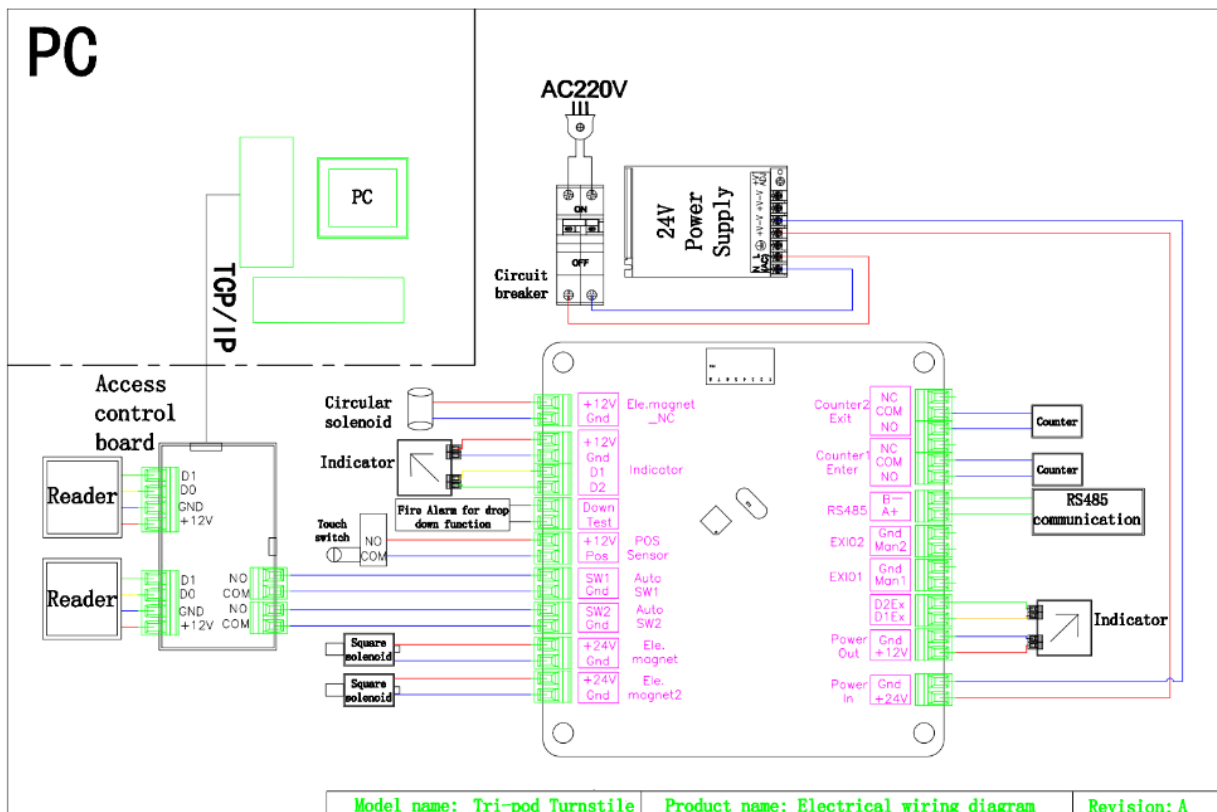 PC
AC220V
PC
24V
Power
Supply
ADJ
+V
-V
+V
-V
+V
L
N
(AC)
ON
OFF
Circuit
breaker
TCP/IP
Access
control
board
Reader
D1
D0
GND
+12V
Reader
D1
D0
GND
+12V
NO
COM
NO
COM
Circular
solenoid
Indicator
Fire Alarm for drop
down function
Touch
switch
NO
COM
Square
solenoid
Square
solenoid
+12V
Gnd
Ele.magnet
_NC
+12V
Gnd
D1
D2
Indicator
Down
Test
+12V
Pos
POS
Sensor
SW1
Gnd
Auto
SW1
SW2
Gnd
Auto
SW2
+24V
Gnd
Ele.
magnet
+24V
Gnd
Ele.
mognet2
Counter2
Exit
NC
COM
NO
Counter
Counter1
Enter
NC
COM
NO
Counter
RS485
B-
A+
RS485
communication
EXIO2
Gnd
Man2
EXIO1
Gnd
Man1
D2Ex
D1Ex
Indicator
Power
Out
Gnd
+12V
Power
In
Gnd
+24V
Model name: Tri-pod Turnstile
Product name: Electrical wiring diagram
Revision: A